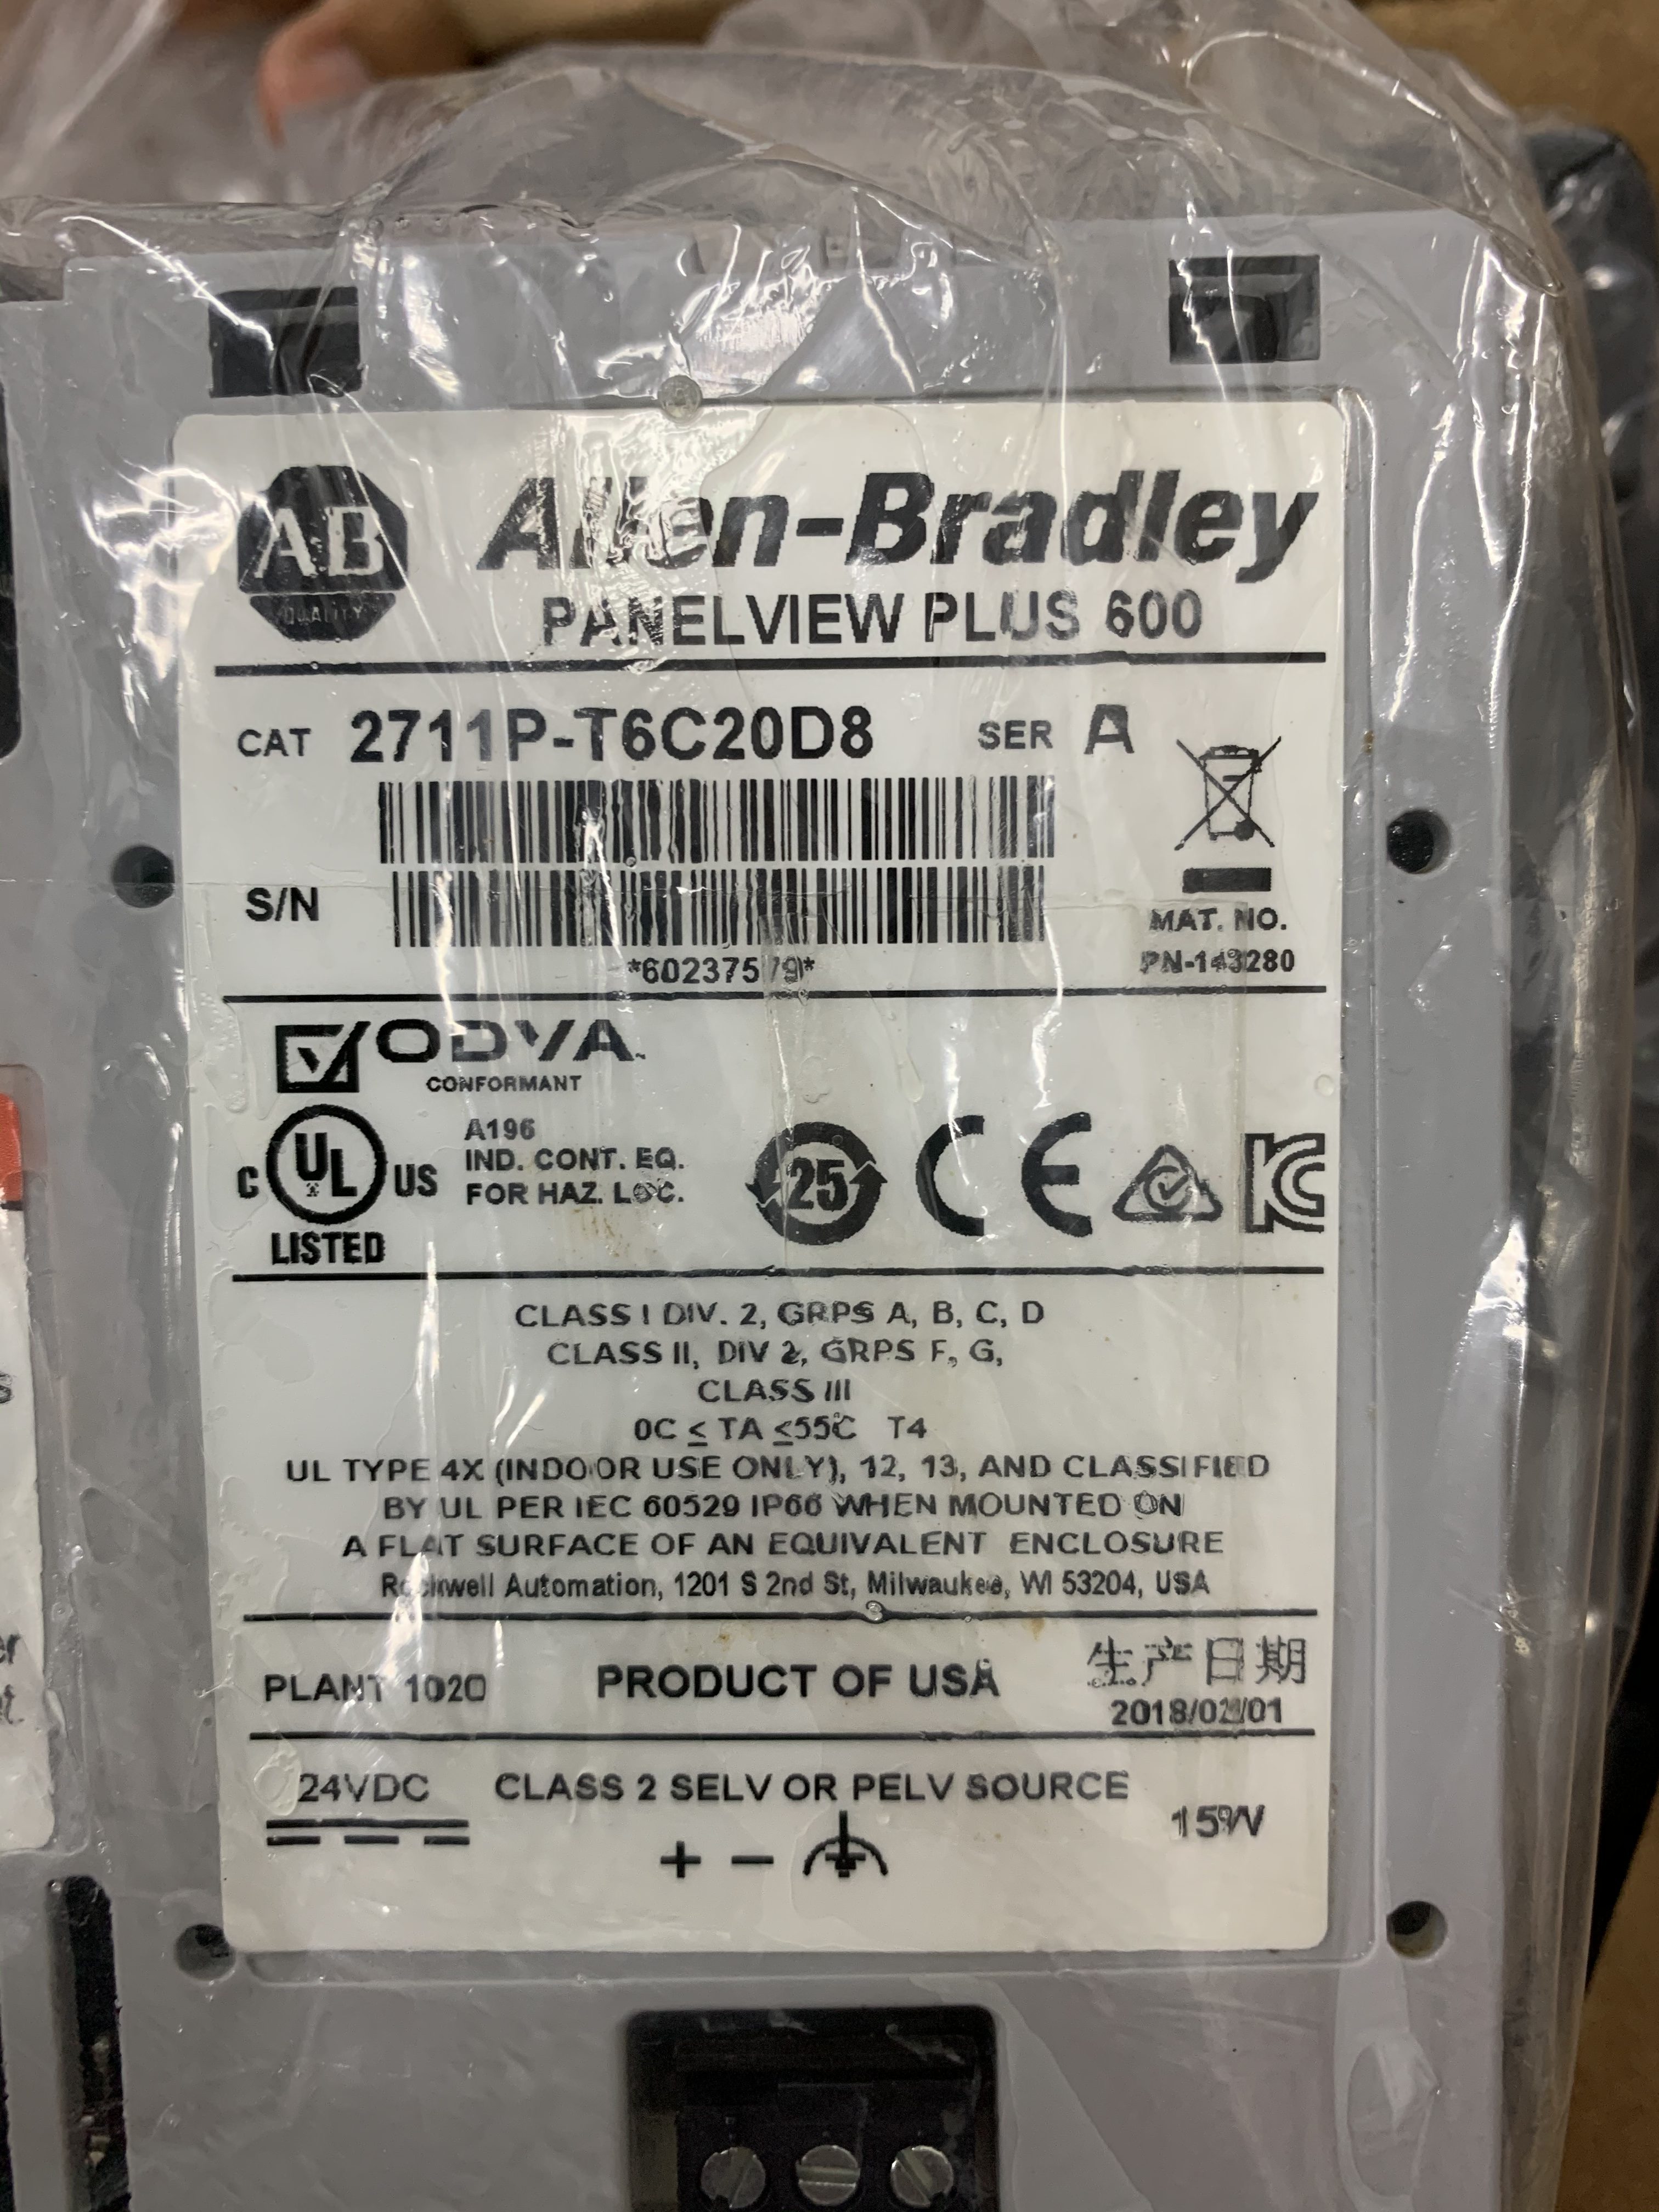 AB
QUALITY
Allen-Bradley
PANELVIEW PLUS 600
CAT 2711P-T6C20D8 SER A
S/N
MAT. NO.
PN-143280
ODVA
CONFORMANT
C UL US
LISTED
A196
IND. CONT. EQ.
FOR HAZ. LOC.
25
CE
KC
CLASS I DIV. 2, GRPS A, B, C, D
CLASS II, DIV 2, GRPS F, G,
CLASS III
0C ≤ TA ≤55C T4
UL TYPE 4X (INDOOR USE ONLY), 12, 13, AND CLASSIFIED
BY UL PER IEC 60529 IP66 WHEN MOUNTED ON
A FLAT SURFACE OF AN EQUIVALENT ENCLOSURE
Rockwell Automation, 1201 S 2nd St, Milwaukee, WI 53204, USA
PLANT 1020 PRODUCT OF USA
生产日期
24VDC CLASS 2 SELV OR PELV SOURCE
15W
+ −